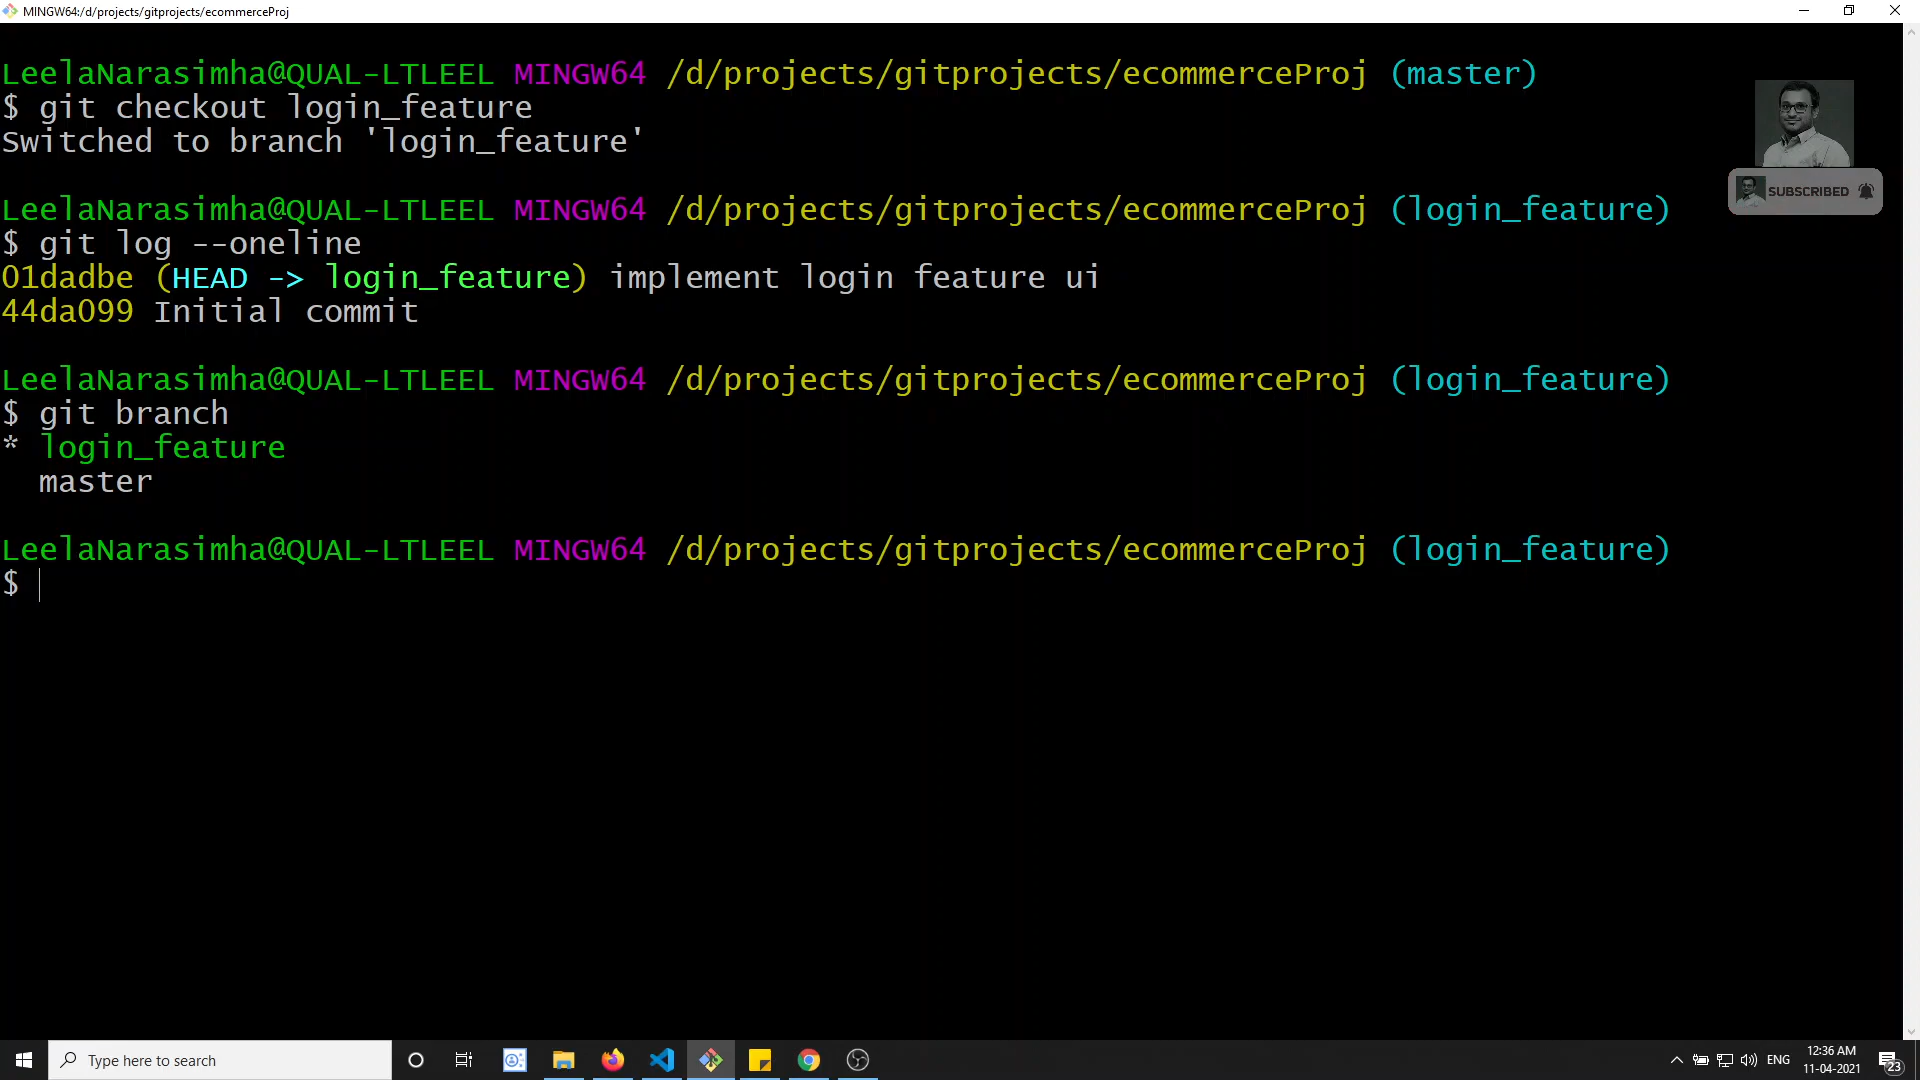 MINGW64:/d/projects/gitprojects/ecommerceProj
LeelaNarasimha@QUAL-LTLEEL MINGW64 /d/projects/gitprojects/ecommerceProj (master)
$ git checkout login_feature
Switched to branch 'login_feature'
LeelaNarasimha@QUAL-LTLEEL MINGW64 /d/projects/gitprojects/ecommerceProj (login_feature)
$ git log --oneline
01dadbe (HEAD -> login_feature) implement login feature ui
44da099 Initial commit
LeelaNarasimha@QUAL-LTLEEL MINGW64 /d/projects/gitprojects/ecommerceProj (login_feature)
$ git branch
* login_feature
master
LeelaNarasimha@QUAL-LTLEEL MINGW64 /d/projects/gitprojects/ecommerceProj (login_feature)
$
SUBSCRIBED
Type here to search
ENG
12:36 AM
11-04-2021
23